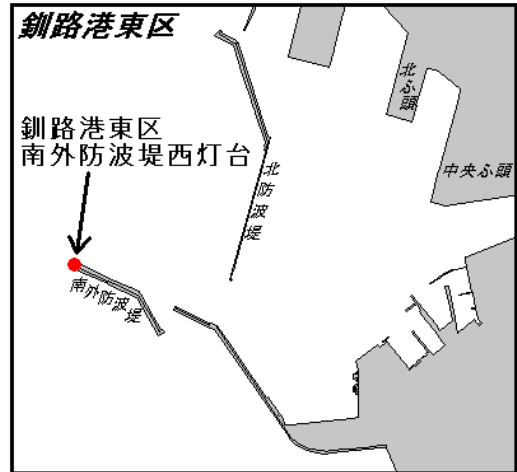 釧路港東区
釧路港東区
南外防波堤西灯台
北ふ頭
中央ふ頭
北防波堤
南外防波堤